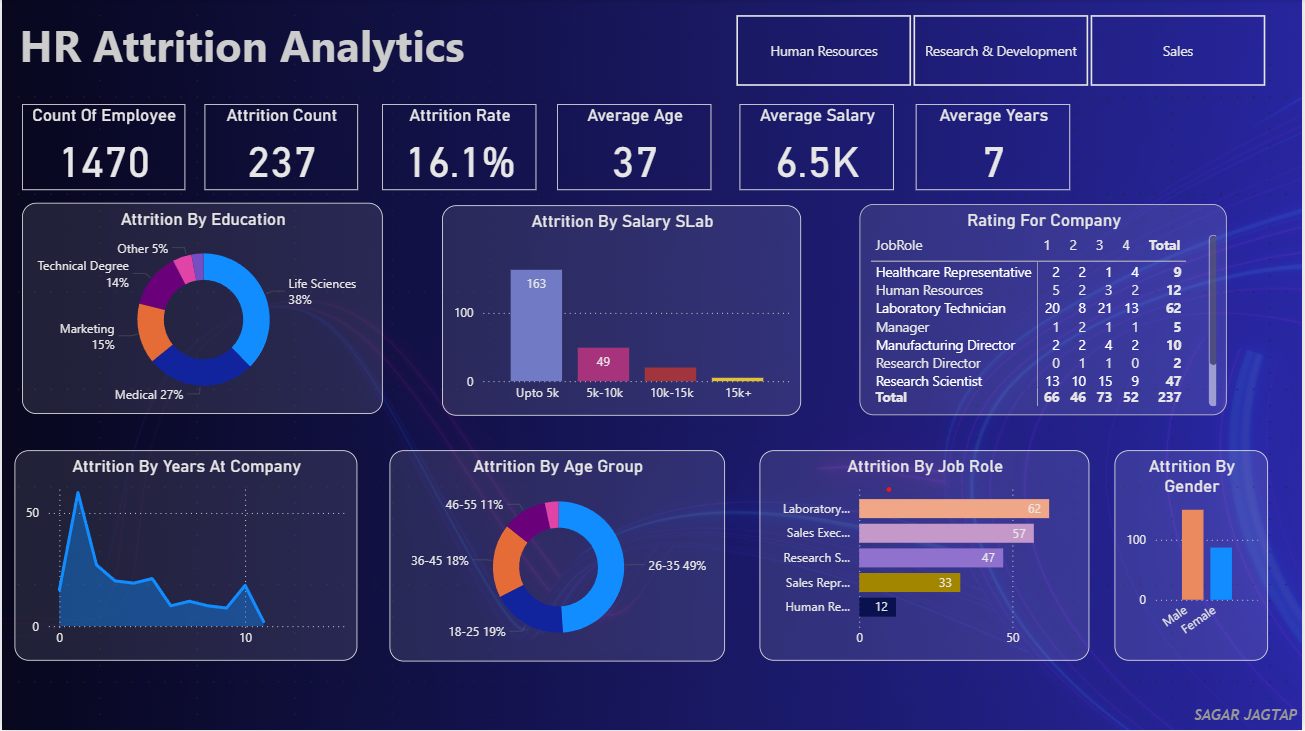 HR Attrition Analytics
Human Resources
Research & Development
Sales
Count Of Employee
1470
Attrition Count
237
Attrition Rate
16.1%
Average Age
37
Average Salary
6.5K
Average Years
7
Attrition By Education
Other 5%
Technical Degree
14%
Marketing
15%
Medical 27%
Life Sciences
38%
Attrition By Salary SLab
100
0
163
49
Upto 5k
5k-10k
10k-15k
15k+
Rating For Company
JobRole 1 2 3 4 Total
Healthcare Representative 2 2 1 4 9
Human Resources 5 2 3 2 12
Laboratory Technician 20 8 21 13 62
Manager 1 2 1 1 5
Manufacturing Director 2 2 4 2 10
Research Director 0 1 1 0 2
Research Scientist 13 10 15 9 47
Total 66 46 73 52 237
Attrition By Years At Company
50
0
0
10
Attrition By Age Group
46-55 11%
36-45 18%
18-25 19%
26-35 49%
Attrition By Job Role
Laboratory... 62
Sales Exec... 57
Research S... 47
Sales Repr... 33
Human Re... 12
0
50
Attrition By
Gender
100
0
Male
Female
SAGAR JAGTAP